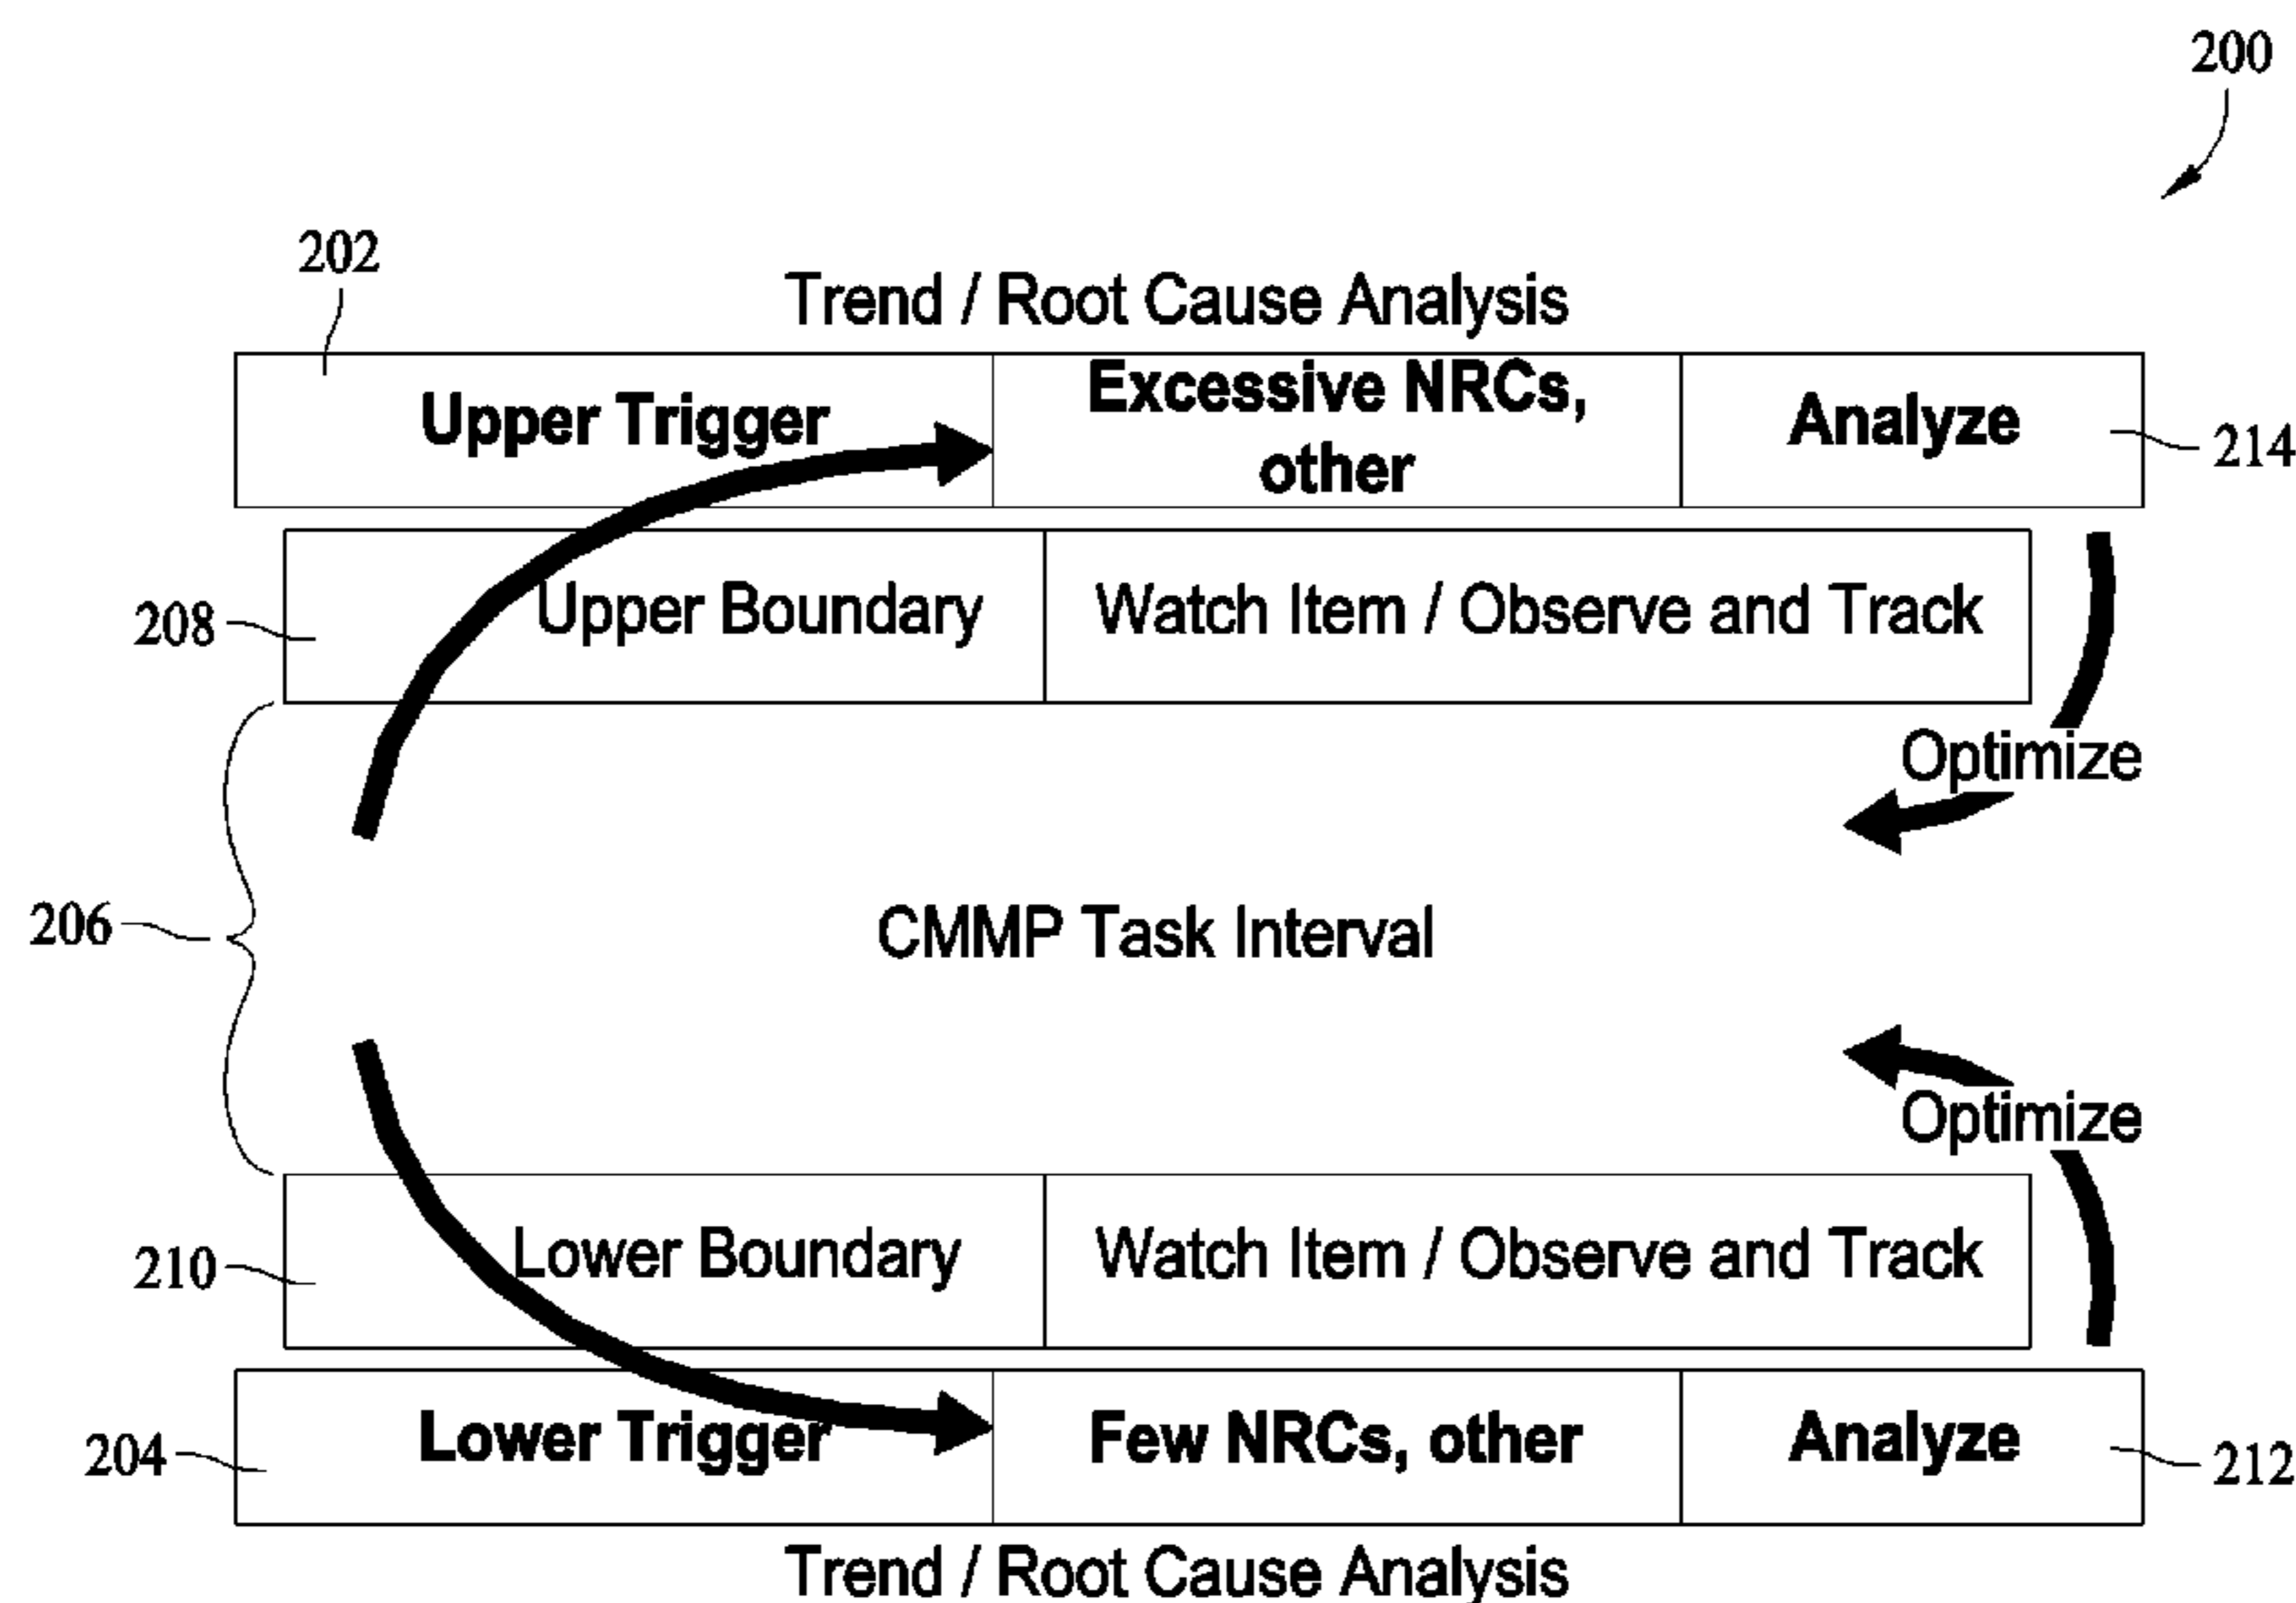 200
202
Trend / Root Cause Analysis
Upper Trigger
Excessive NRCs,
other
Analyze
214
208
Upper Boundary
Watch Item / Observe and Track
Optimize
206
CMMP Task Interval
Optimize
210
Lower Boundary
Watch Item / Observe and Track
204
Lower Trigger
Few NRCs, other
Analyze
212
Trend / Root Cause Analysis